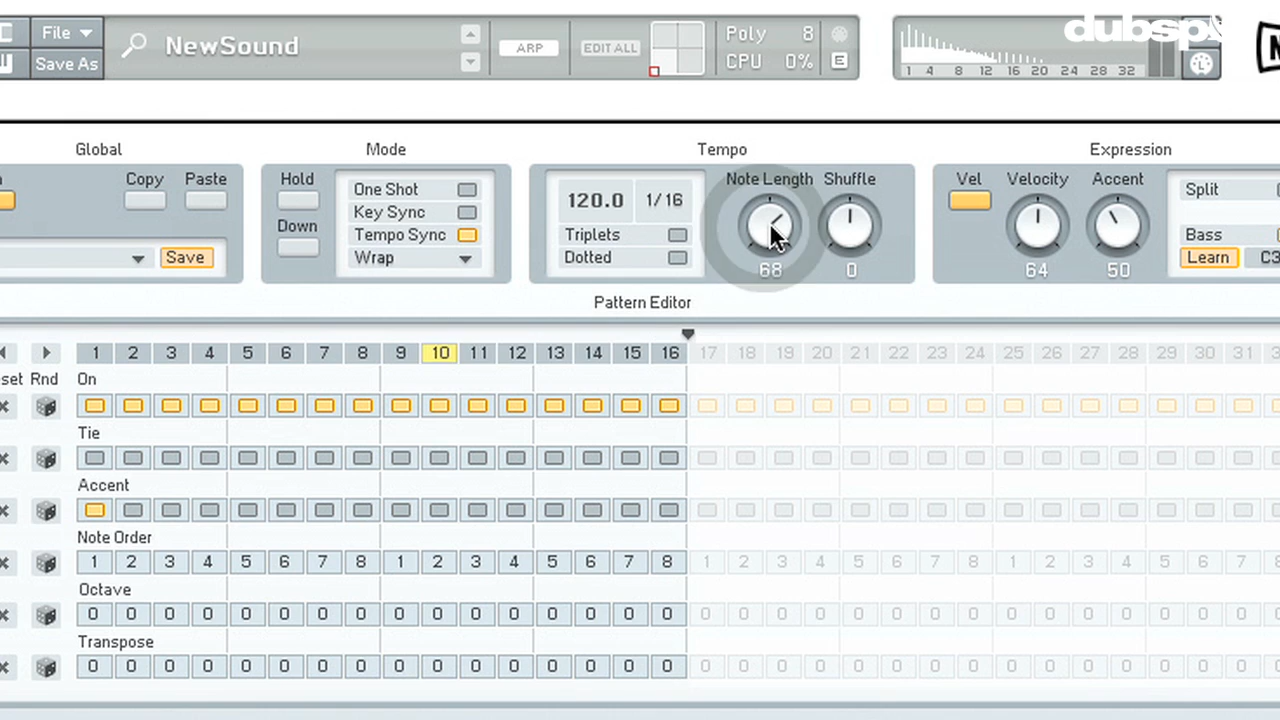 File
NewSound
ARP
EDIT ALL
Poly 8
dubsp
Save As
CPU 0%
E
1 4 8 12 16 20 24 28 32
Global
Mode
Tempo
Expression
Copy Paste
Hold
One Shot
Note Length Shuffle
Vel Velocity Accent
Split
120.0 1/16
Key Sync
Down
Tempo Sync
Triplets
Bass
Save
Wrap
Dotted
68 0
64 50
Learn C3
Pattern Editor
1 2 3 4 5 6 7 8 9 10 11 12 13 14 15 16 17 18 19 20 21 22 23 24 25 26 27 28 29 30 31
set Rnd On
Tie
Accent
Note Order
1 2 3 4 5 6 7 8 1 2 3 4 5 6 7 8 1 2 3 4 5 6 7 8 1 2 3 4 5 6 7 8
Octave
0 0 0 0 0 0 0 0 0 0 0 0 0 0 0 0 0 0 0 0 0 0 0 0 0 0 0 0 0 0 0
Transpose
0 0 0 0 0 0 0 0 0 0 0 0 0 0 0 0 0 0 0 0 0 0 0 0 0 0 0 0 0 0 0